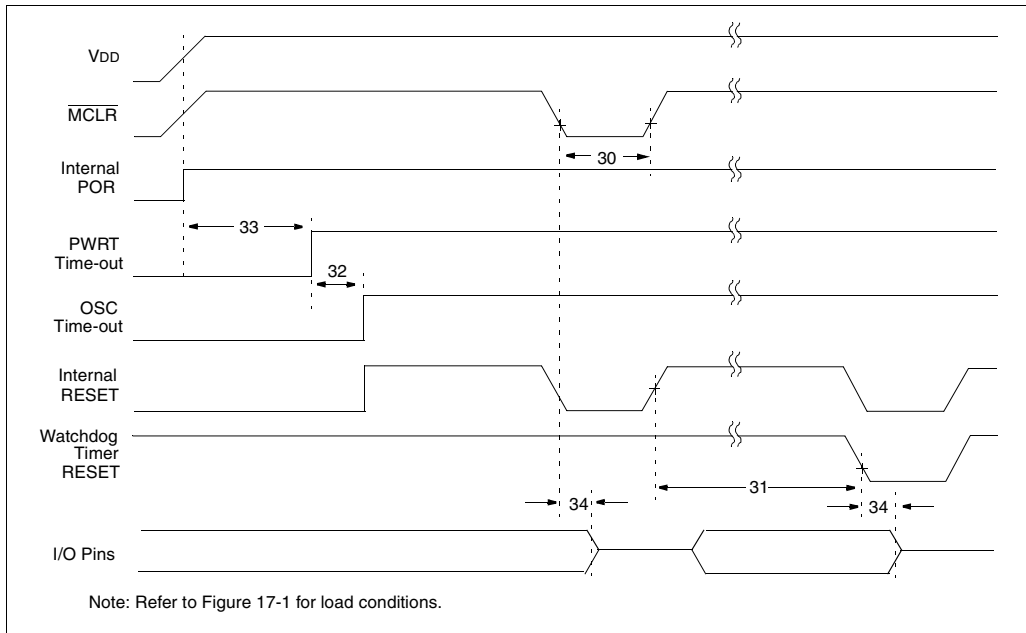 VDD
MCLR
Internal
POR
PWRT
Time-out
OSC
Time-out
Internal
RESET
Watchdog
Timer
RESET
I/O Pins
30
33
32
31
34
34
Note: Refer to Figure 17-1 for load conditions.